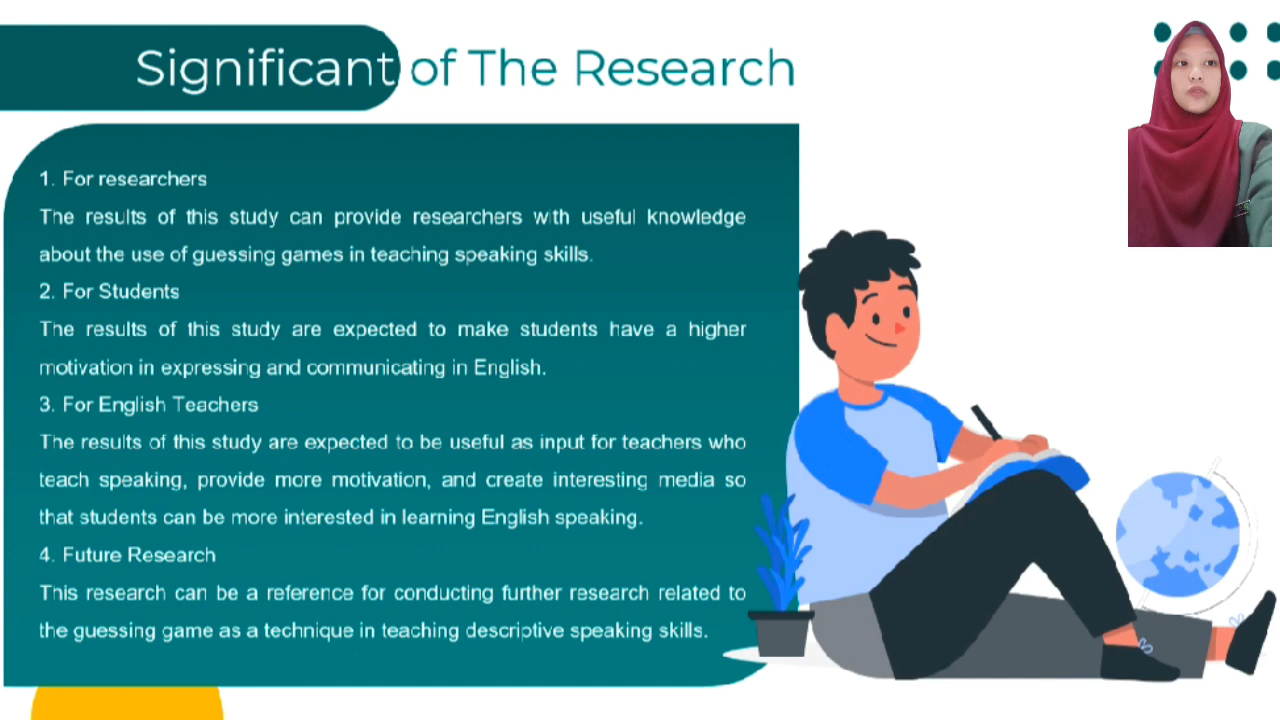 Significant of The Research
1. For researchers
The results of this study can provide researchers with useful knowledge
about the use of guessing games in teaching speaking skills.
2. For Students
The results of this study are expected to make students have a higher
motivation in expressing and communicating in English.
3. For English Teachers
The results of this study are expected to be useful as input for teachers who
teach speaking, provide more motivation, and create interesting media so
that students can be more interested in learning English speaking.
4. Future Research
This research can be a reference for conducting further research related to
the guessing game as a technique in teaching descriptive speaking skills.